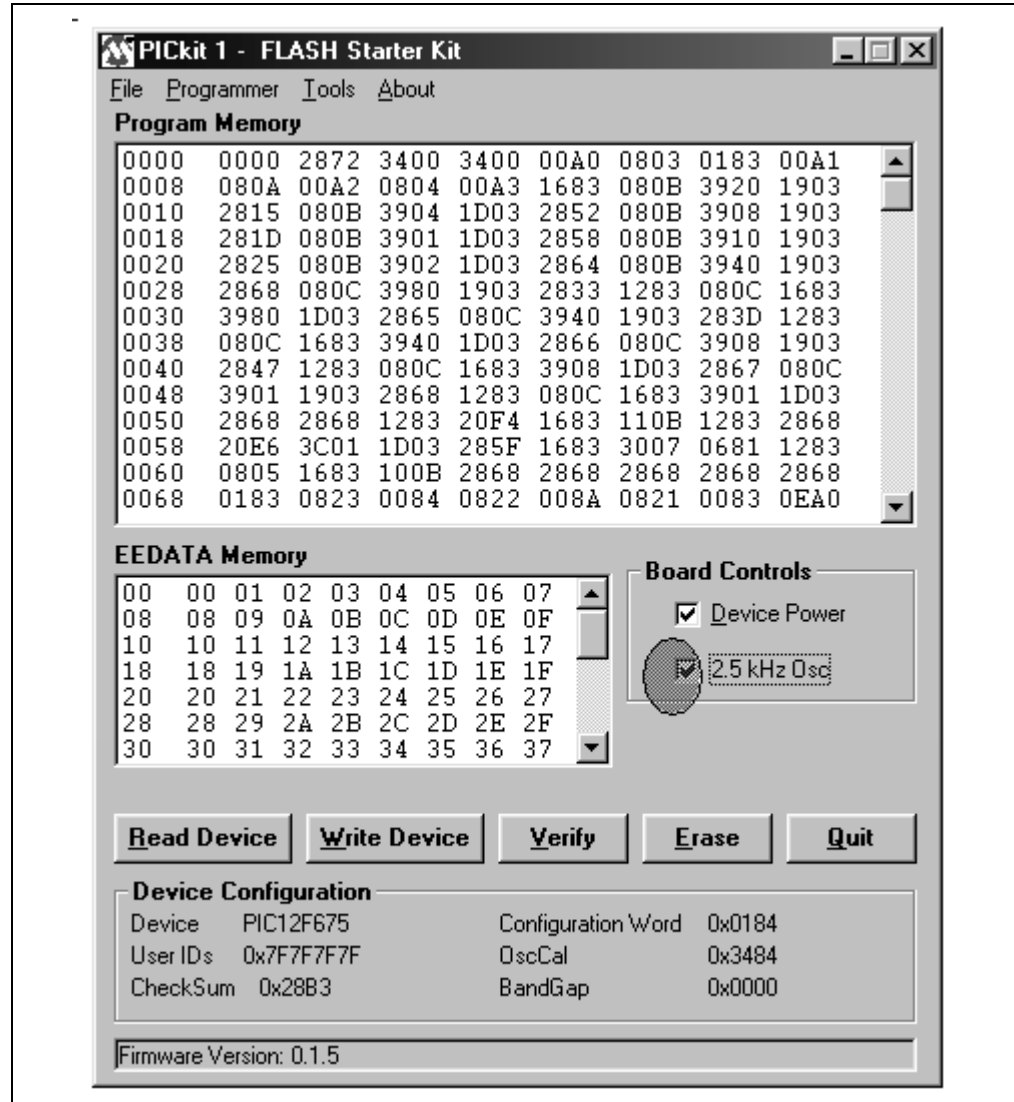 PICkit 1 - FLASH Starter Kit
File Programmer Tools About
Program Memory
0000 0000 2872 3400 3400 00A0 0803 0183 00A1
0008 080A 00A2 0804 00A3 1683 080B 3920 1903
0010 2815 080B 3904 1D03 2852 080B 3908 1903
0018 281D 080B 3901 1D03 2858 080B 3910 1903
0020 2825 080B 3902 1D03 2864 080B 3940 1903
0028 2868 080C 3980 1903 2833 1283 080C 1683
0030 3980 1D03 2865 080C 3940 1903 283D 1283
0038 080C 1683 3940 1D03 2866 080C 3908 1903
0040 2847 1283 080C 1683 3908 1D03 2867 080C
0048 3901 1903 2868 1283 080C 1683 3901 1D03
0050 2868 2868 1283 20F4 1683 110B 1283 2868
0058 20E6 3C01 1D03 285F 1683 3007 0681 1283
0060 0805 1683 100B 2868 2868 2868 2868 2868
0068 0183 0823 0084 0822 008A 0821 0083 0EA0
EEDATA Memory
00 00 01 02 03 04 05 06 07
08 08 09 0A 0B 0C 0D 0E 0F
10 10 11 12 13 14 15 16 17
18 18 19 1A 1B 1C 1D 1E 1F
20 20 21 22 23 24 25 26 27
28 28 29 2A 2B 2C 2D 2E 2F
30 30 31 32 33 34 35 36 37
Board Controls
Device Power
2.5 kHz Osc
Read Device Write Device Verify Erase Quit
Device Configuration
Device PIC12F675 Configuration Word 0x0184
User IDs 0x7F7F7F7F OscCal 0x3484
CheckSum 0x28B3 BandGap 0x0000
Firmware Version: 0.1.5